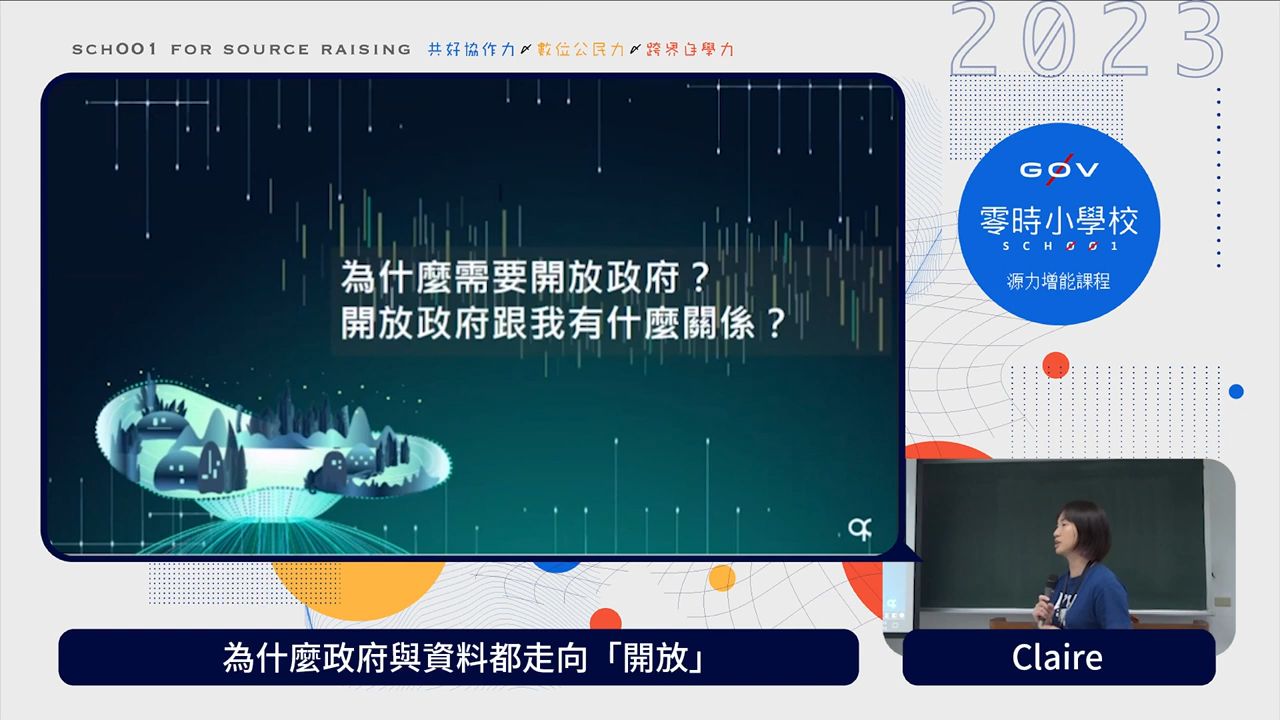 SCHOO1 FOR SOURCE RAISING 共好協作力 數位公民力 跨界自學力
2023
GØV
零時小學校
SCHØØ1
源力增能課程
為什麼需要開放政府？
開放政府跟我有什麼關係？
為什麼政府與資料都走向「開放」
Claire